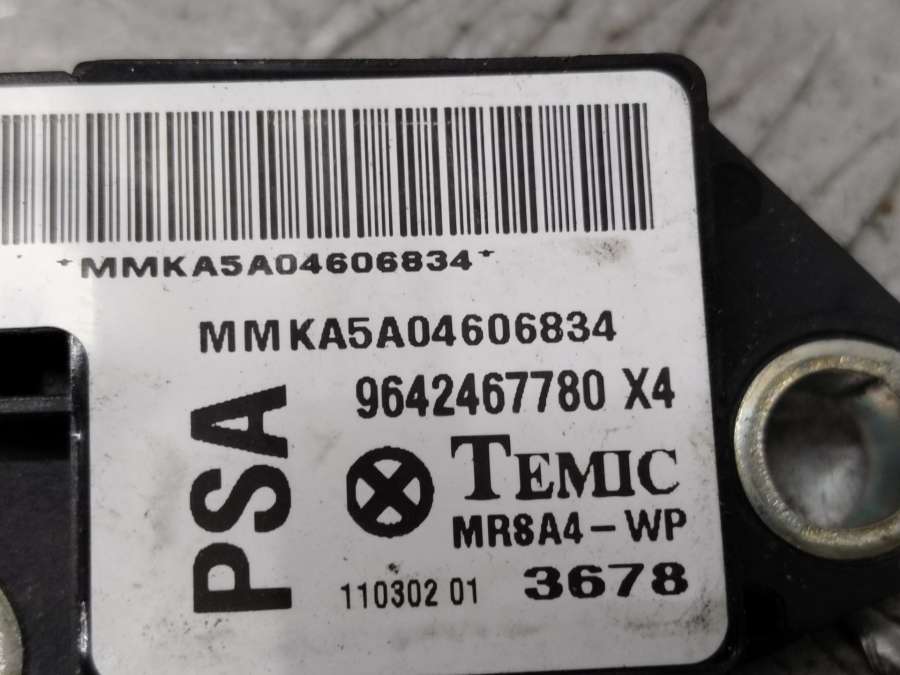 *MMKA5A04606834*
MMKA5A04606834
PSA
9642467780 X4
TEMIC
MR8A4-WP
110302 01 3678